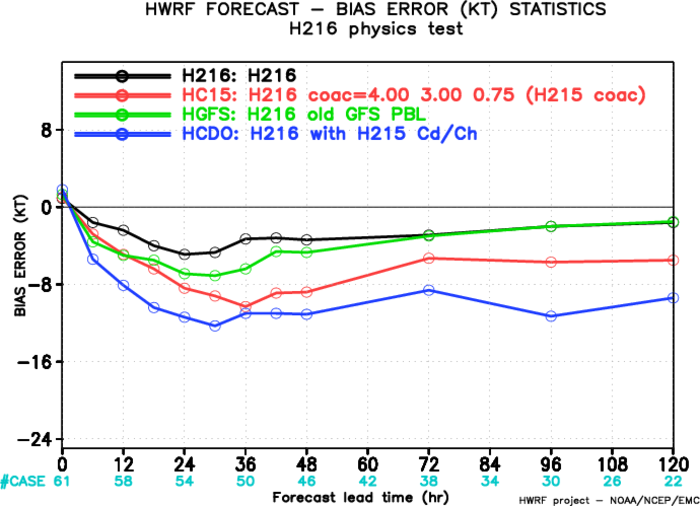 HWRF FORECAST – BIAS ERROR (KT) STATISTICS
H216 physics test
H216: H216
HC15: H216 coac=4.00 3.00 0.75 (H215 coac)
HGFS: H216 old GFS PBL
HCDO: H216 with H215 Cd/Ch
BIAS ERROR (KT)
8
0
−8
−16
−24
0 12 24 36 48 60 72 84 96 108 120
#CASE 61 58 54 50 46 42 38 34 30 26 22
Forecast lead time (hr)
HWRF project – NOAA/NCEP/EMC